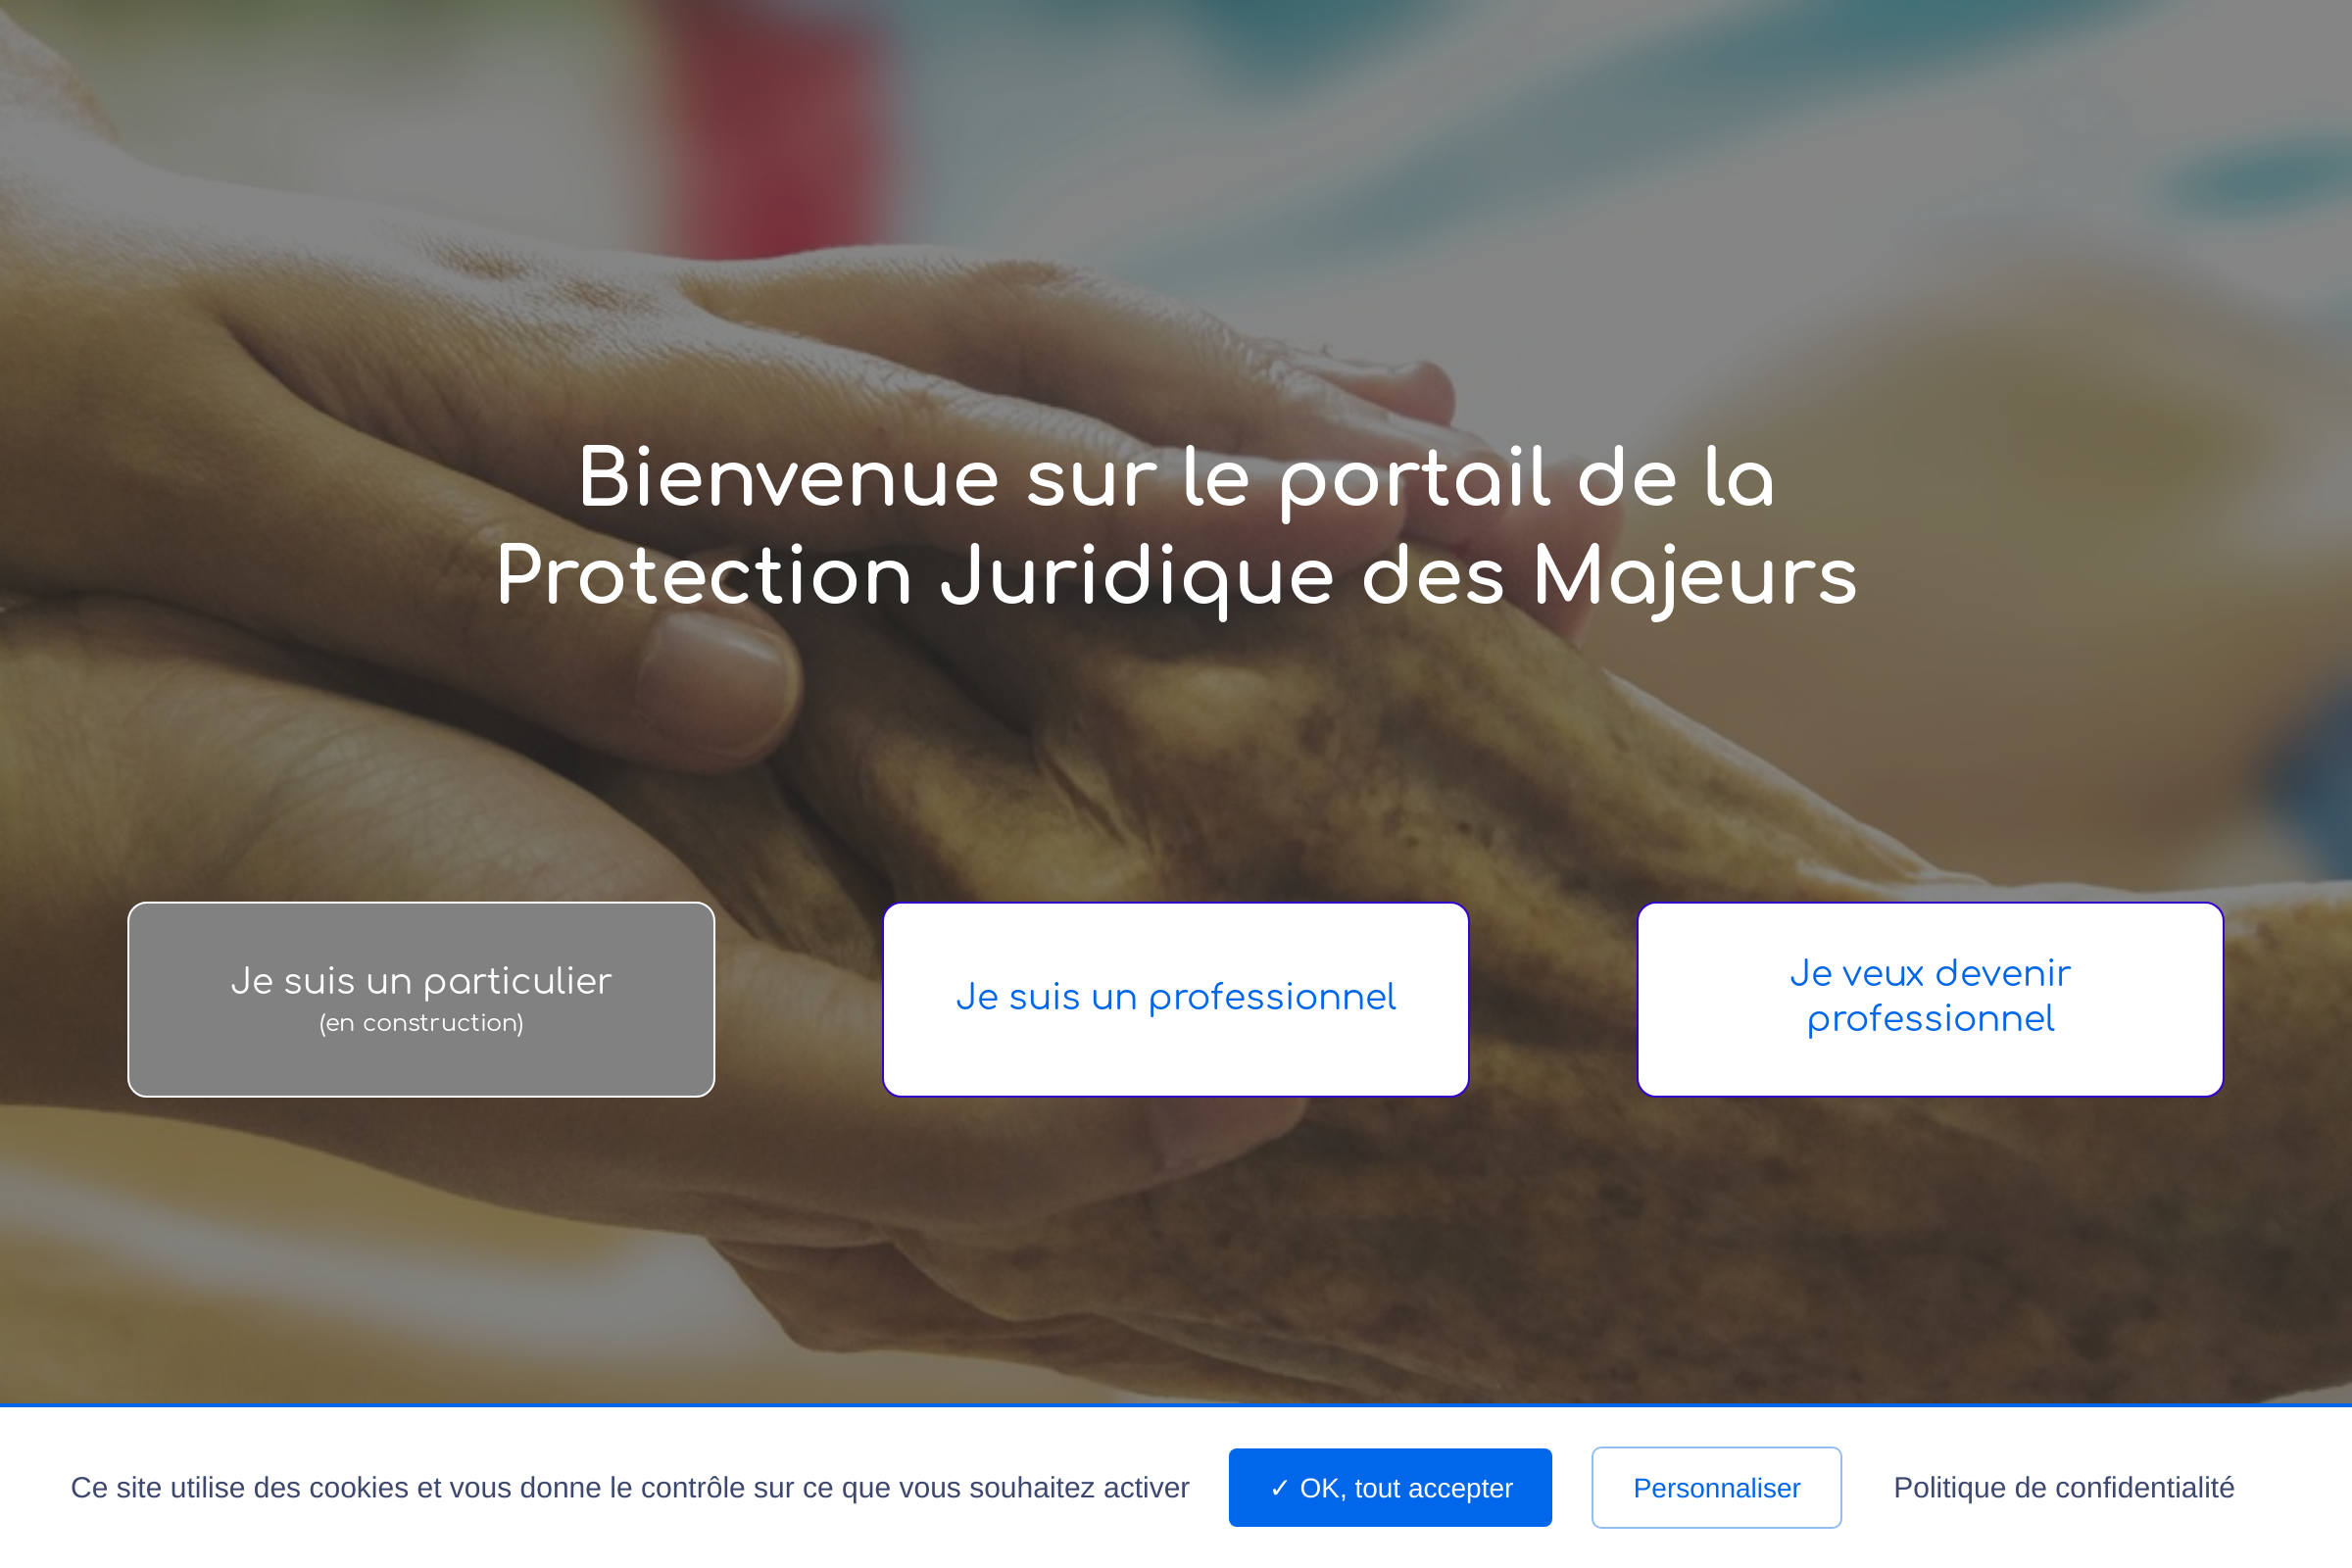 Bienvenue sur le portail de la
Protection Juridique des Majeurs
Je suis un particulier
(en construction)
Je suis un professionnel
Je veux devenir
professionnel
Ce site utilise des cookies et vous donne le contrôle sur ce que vous souhaitez activer
✓ OK, tout accepter
Personnaliser
Politique de confidentialité